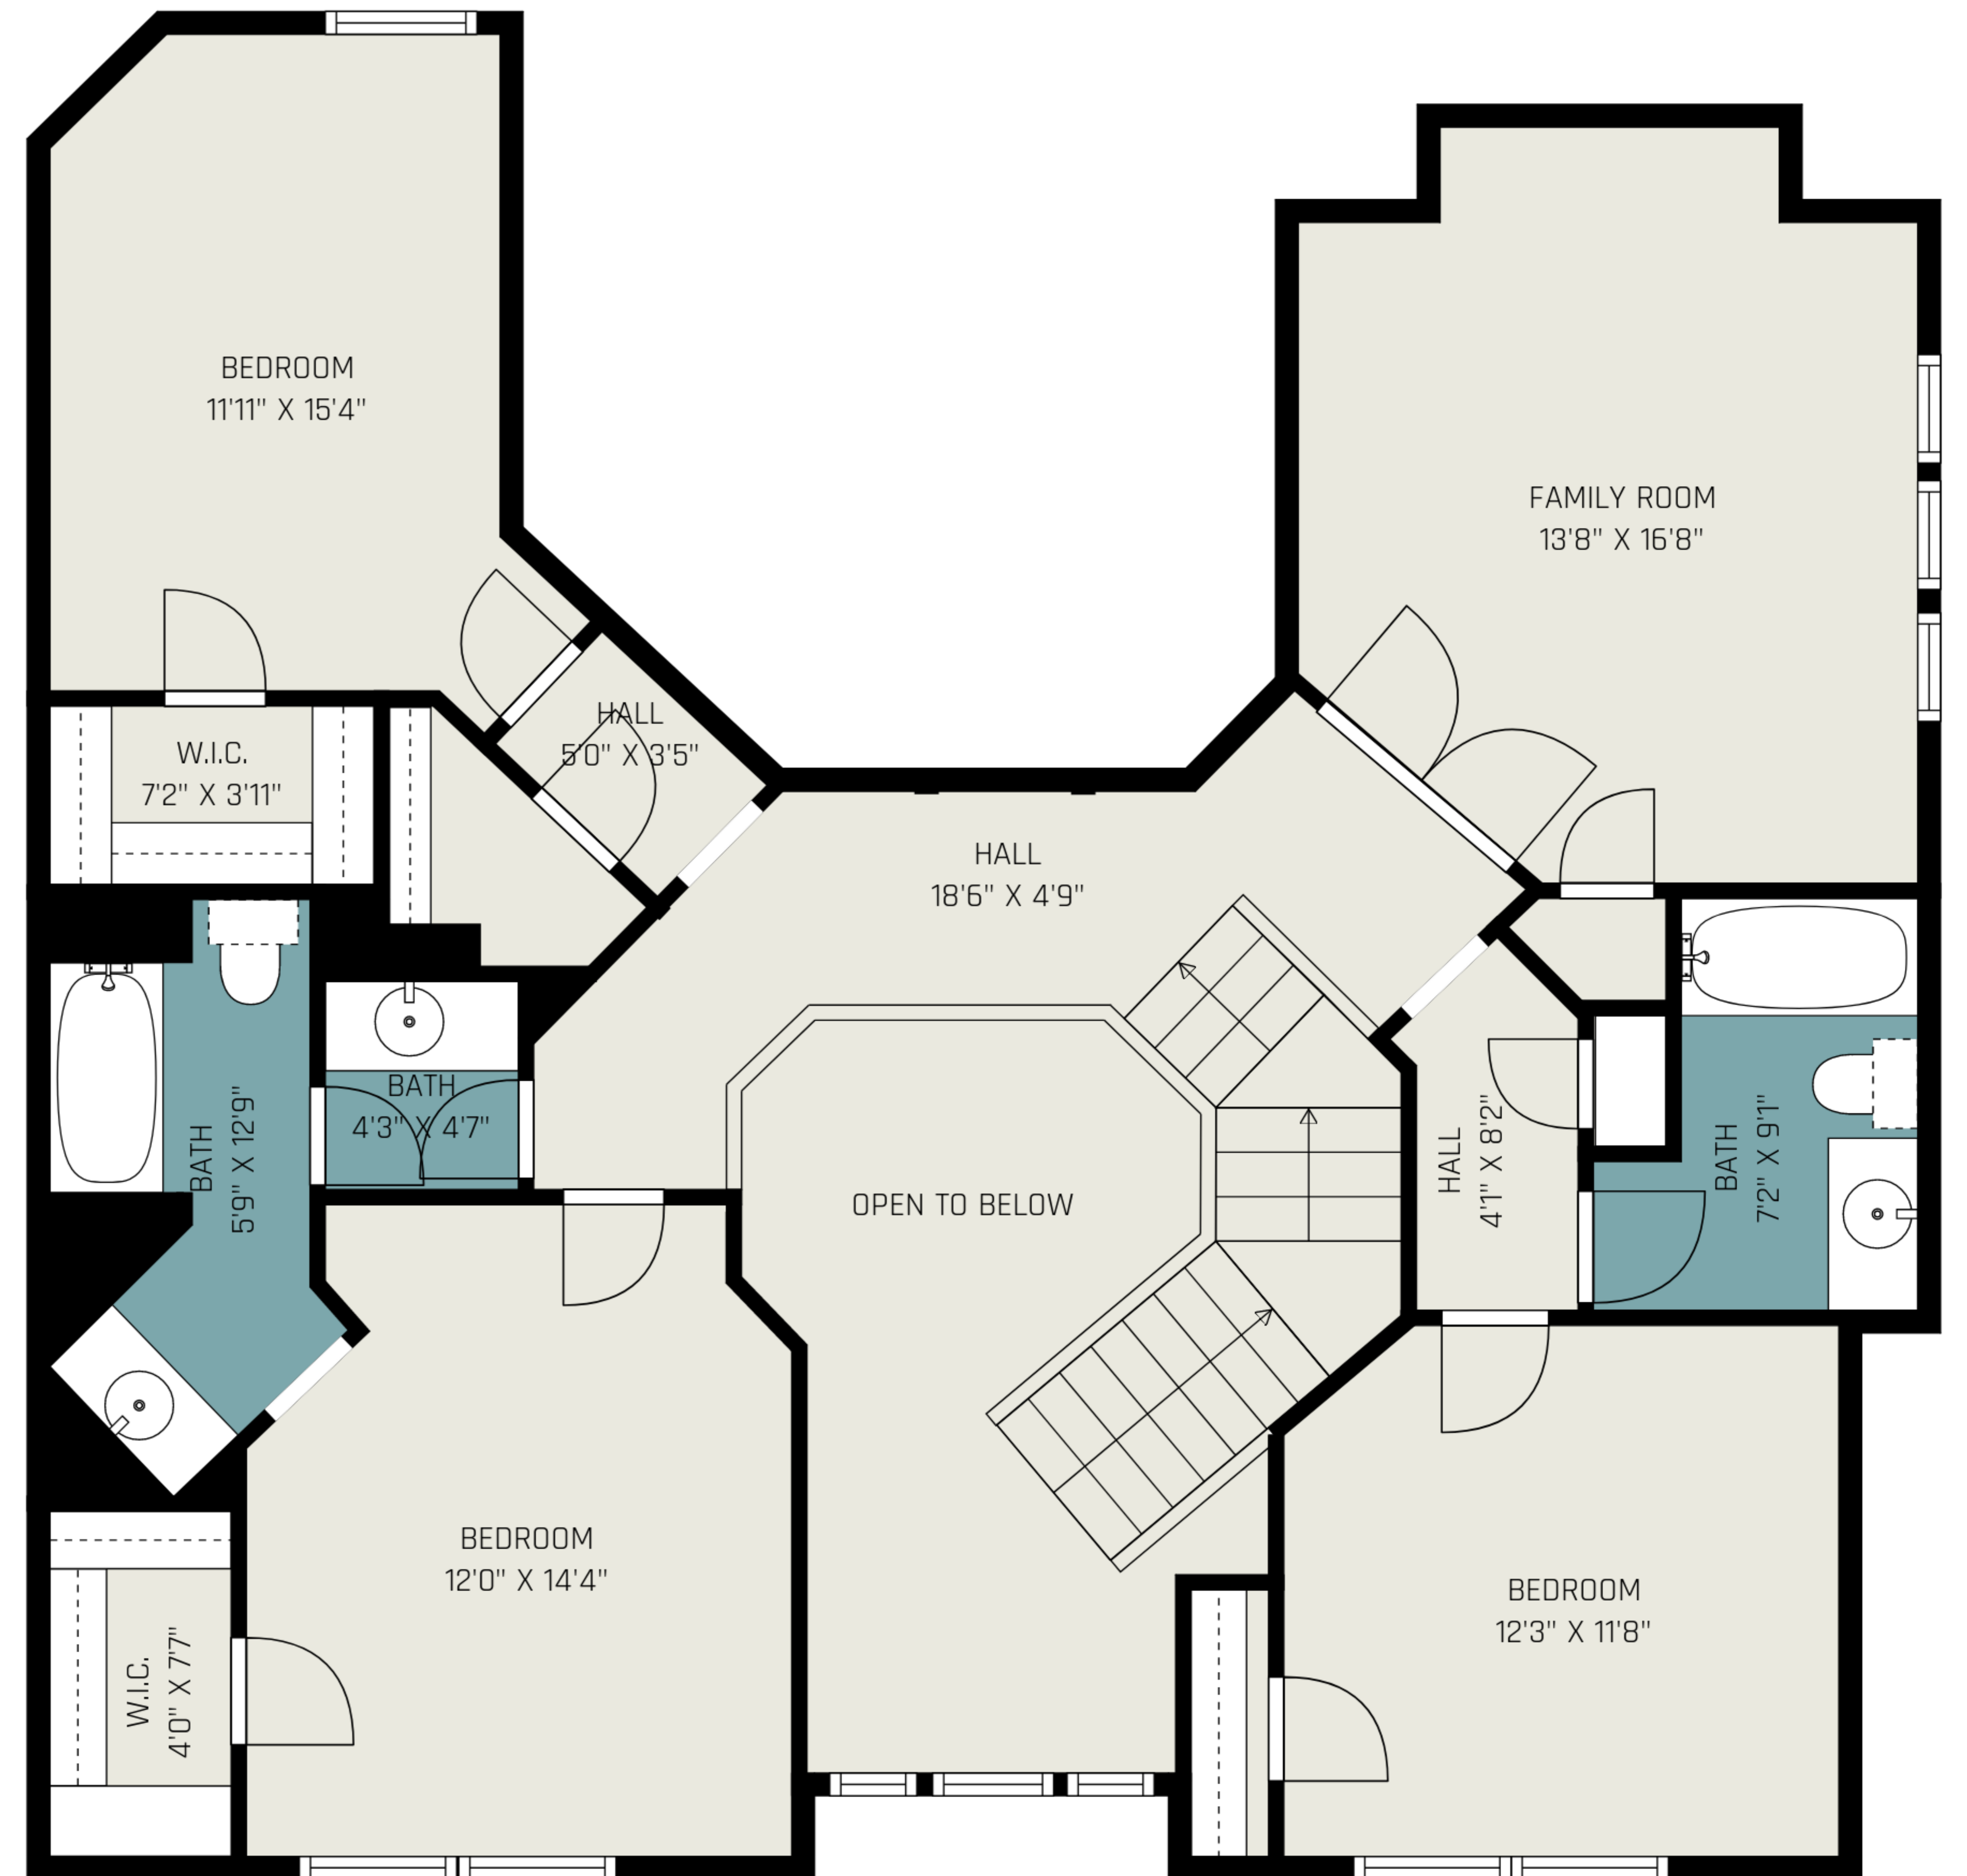 BEDROOM
11'11" X 15'4"
FAMILY ROOM
13'8" X 16'8"
HALL
5'0" X 3'5"
W.I.C.
7'2" X 3'11"
HALL
18'6" X 4'9"
BATH
4'3" X 4'7"
BATH
5'9" X 12'9"
HALL
4'1" X 8'2"
BATH
7'2" X 9'1"
OPEN TO BELOW
BEDROOM
12'0" X 14'4"
BEDROOM
12'3" X 11'8"
W.I.C.
4'0" X 7'7"